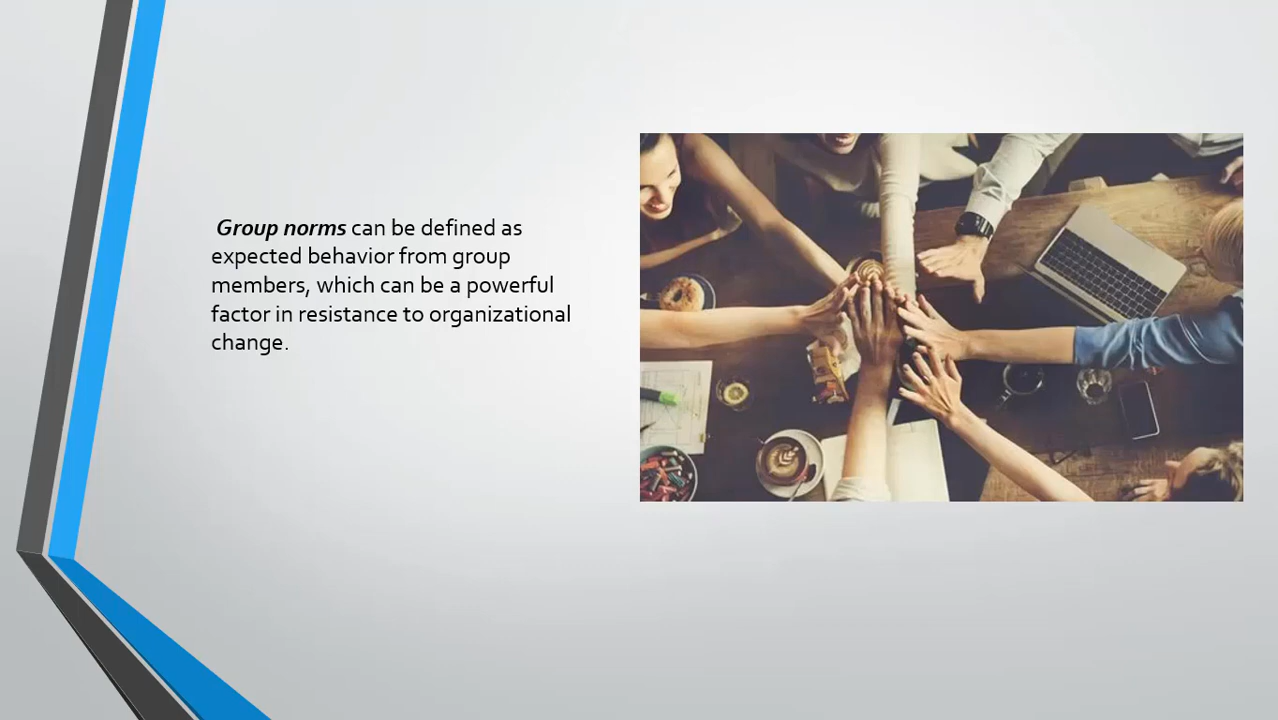 Group norms can be defined as
expected behavior from group
members, which can be a powerful
factor in resistance to organizational
change.